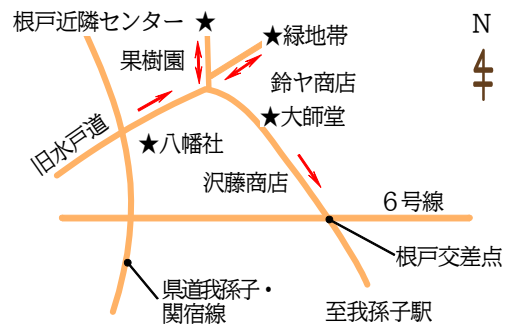 根戸近隣センター ★
N
★緑地帯
果樹園
鈴ヤ商店
★大師堂
旧水戸道
★八幡社
沢藤商店
６号線
根戸交差点
県道我孫子・
関宿線
至我孫子駅